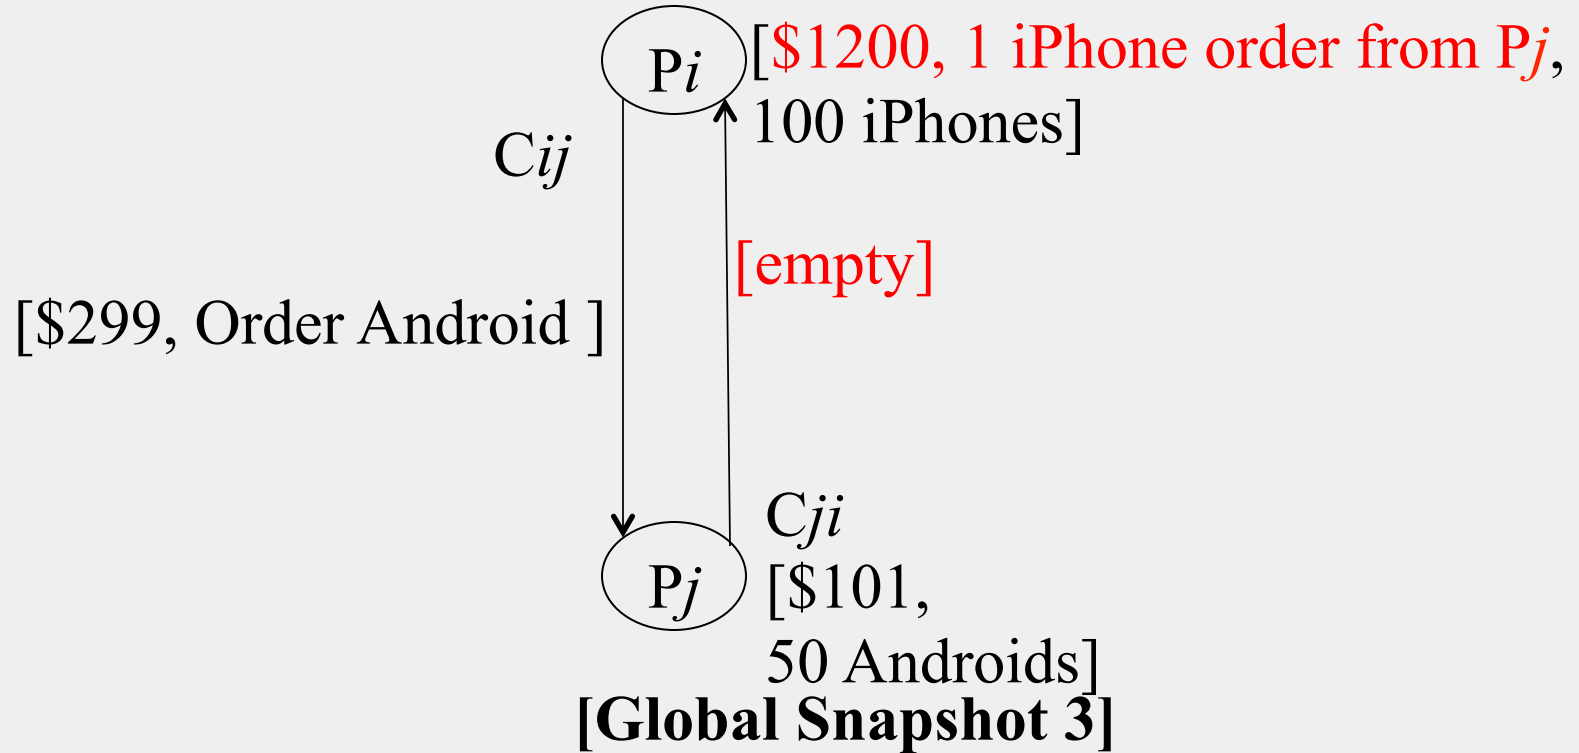 Pi
[$1200, 1 iPhone order from Pj,
100 iPhones]
Cij
[empty]
[$299, Order Android ]
Cji
Pj
[$101,
50 Androids]
[Global Snapshot 3]